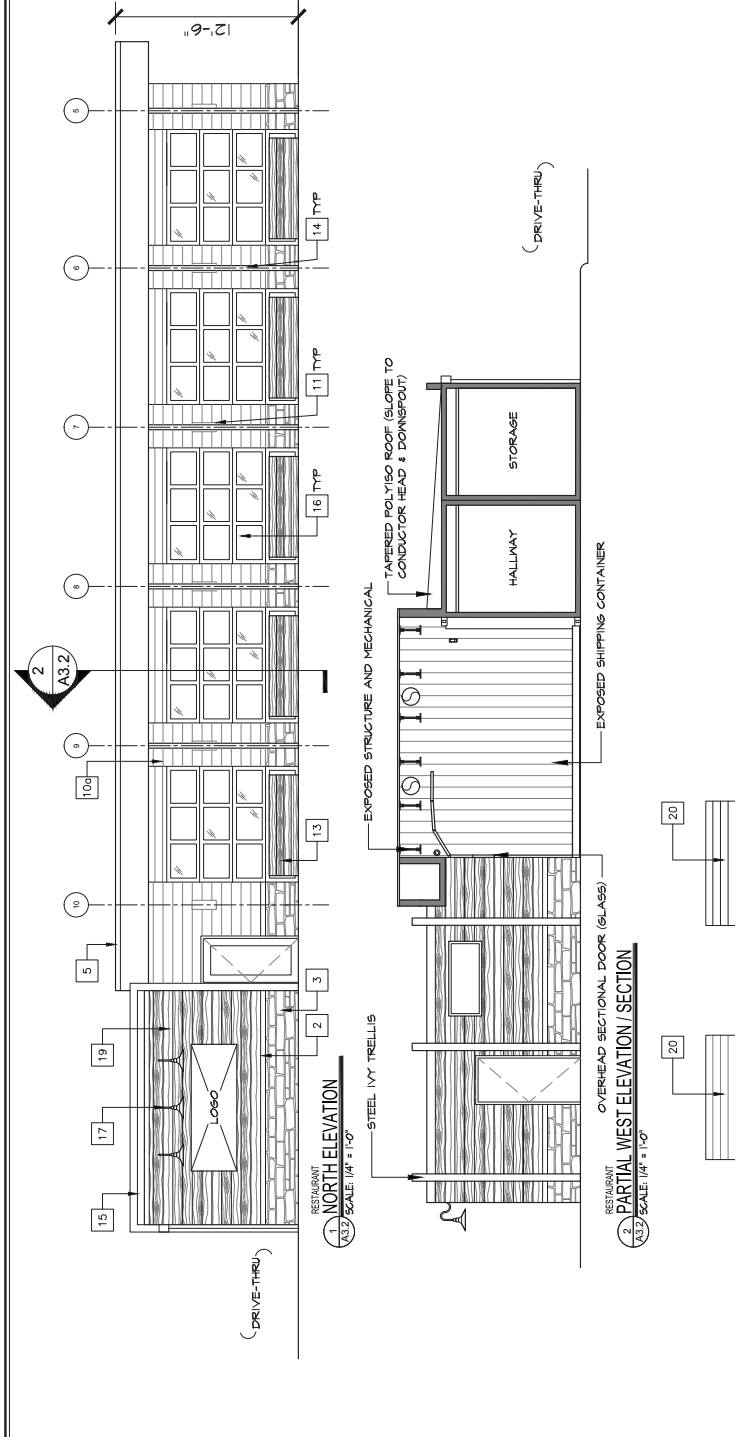 10
9
8
7
6
5
2
A3.2
12'-6"
15
17
19
5
10a
LOGO
(DRIVE-THRU)
2
3
13
16 TYP
11 TYP
14 TYP
RESTAURANT
1
A3.2
NORTH ELEVATION
SCALE: 1/4" = 1'-0"
STEEL IVY TRELLIS
EXPOSED STRUCTURE AND MECHANICAL
TAPERED POLYISO ROOF (SLOPE TO
CONDUCTOR HEAD & DOWNSPOUT)
HALLWAY
STORAGE
(DRIVE-THRU)
OVERHEAD SECTIONAL DOOR (GLASS)
EXPOSED SHIPPING CONTAINER
RESTAURANT
2
A3.2
PARTIAL WEST ELEVATION / SECTION
SCALE: 1/4" = 1'-0"
20
20